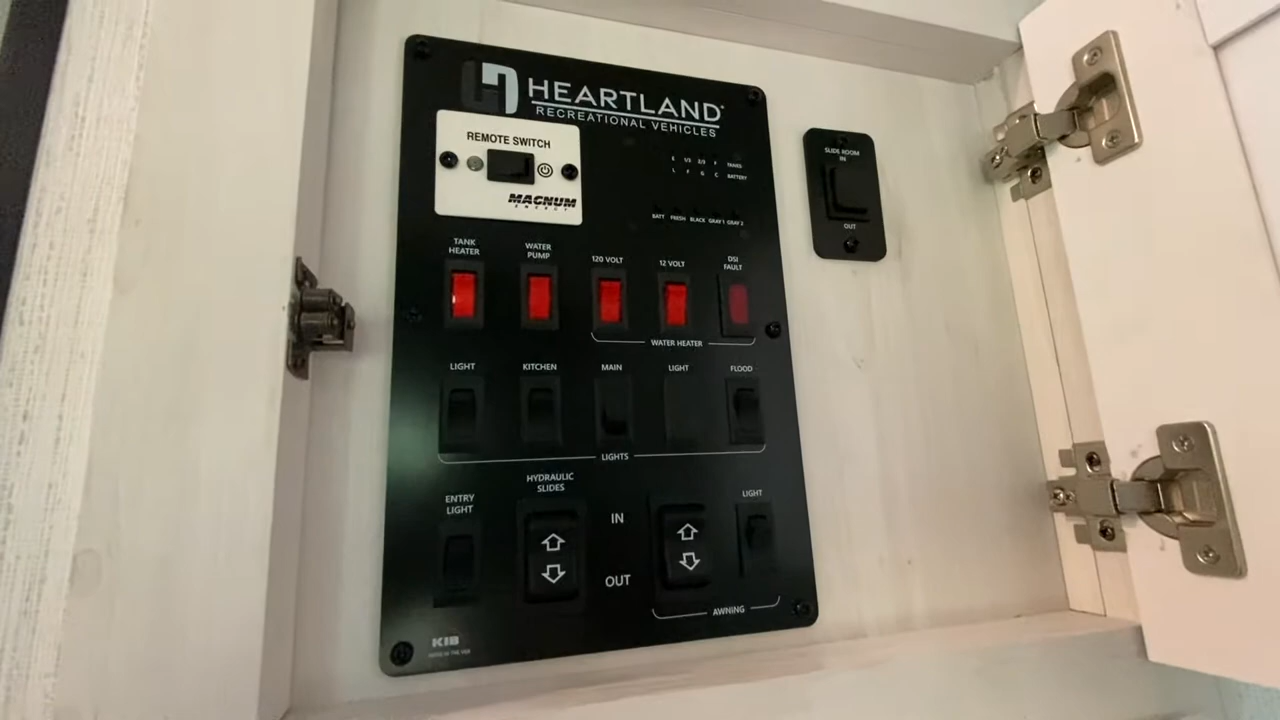 HEARTLAND
RECREATIONAL VEHICLES
REMOTE SWITCH
MAGNUM
ENERGY
E 1/3 2/3 F TANKS
L F G C BATTERY
BATT FRESH BLACK GRAY 1 GRAY 2
SLIDE ROOM
IN
OUT
TANK
HEATER
WATER
PUMP
120 VOLT
12 VOLT
DSI
FAULT
WATER HEATER
LIGHT
KITCHEN
MAIN
LIGHT
FLOOD
LIGHTS
ENTRY
LIGHT
HYDRAULIC
SLIDES
IN
OUT
LIGHT
AWNING
KIB